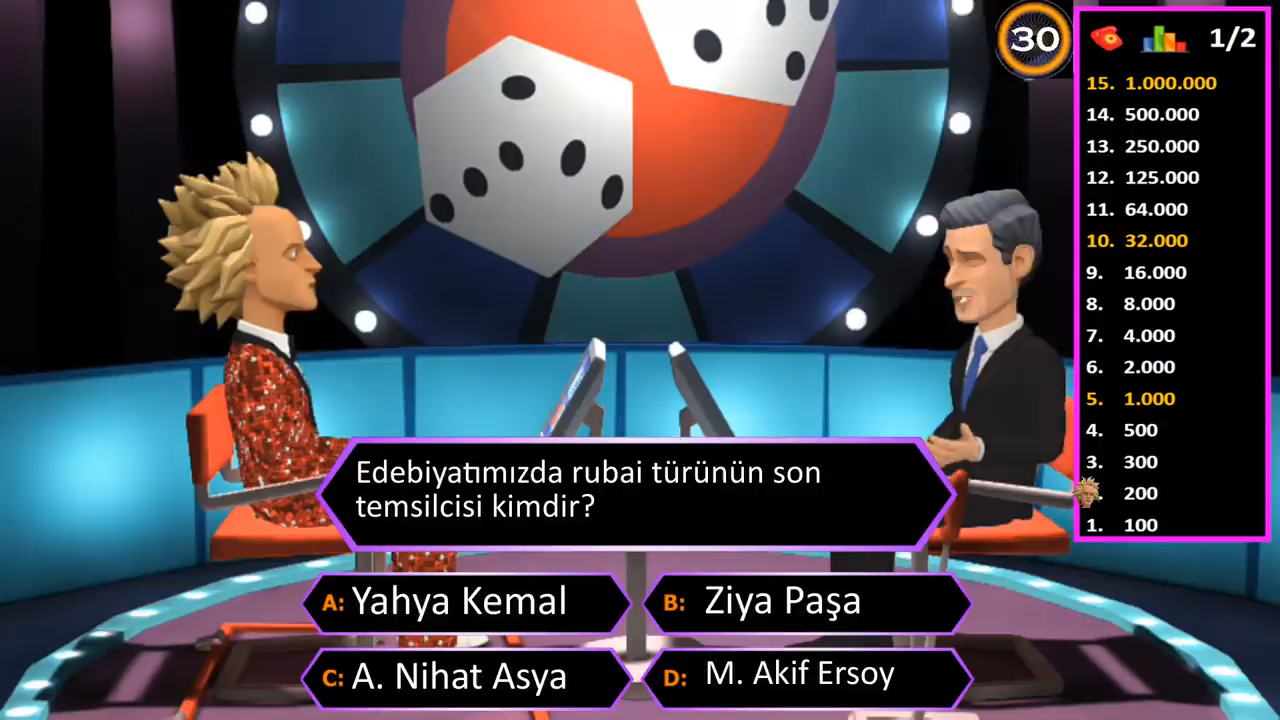 30
1/2
15. 1.000.000
14. 500.000
13. 250.000
12. 125.000
11. 64.000
10. 32.000
9. 16.000
8. 8.000
7. 4.000
6. 2.000
5. 1.000
4. 500
3. 300
200
1. 100
Edebiyatımızda rubai türünün son
temsilcisi kimdir?
A: Yahya Kemal
B: Ziya Paşa
C: A. Nihat Asya
D: M. Akif Ersoy